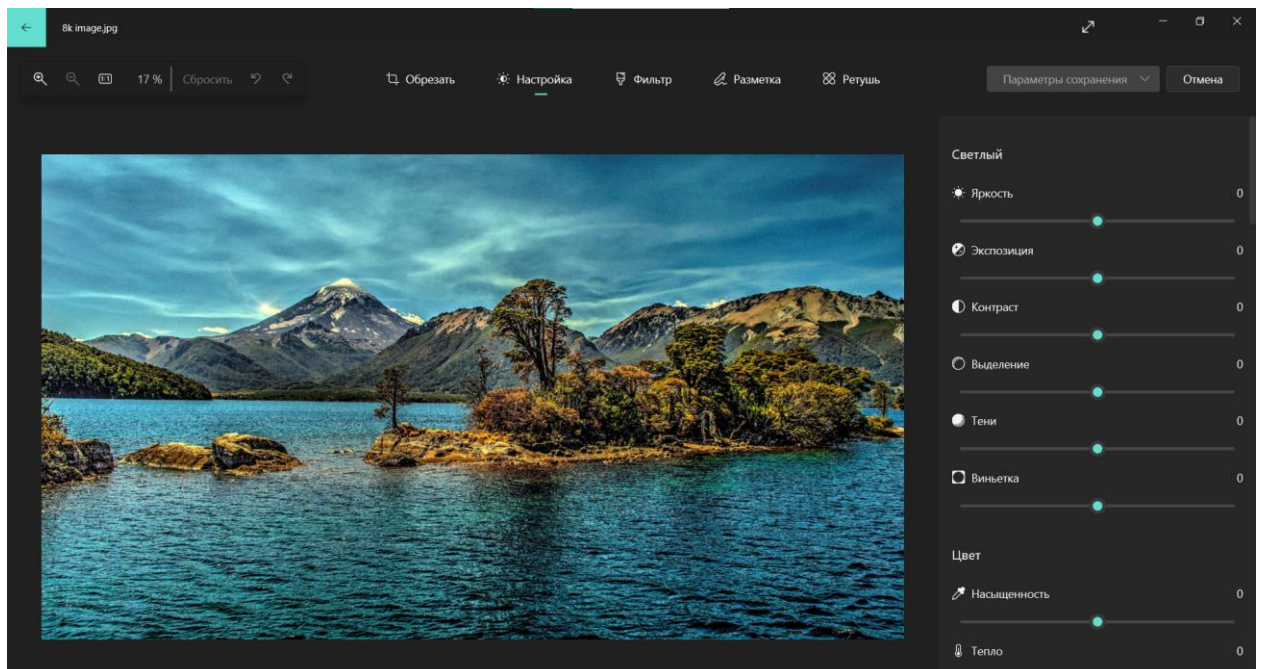 8k image.jpg
17 % Сбросить
Обрезать Настройка Фильтр Разметка Ретушь
Параметры сохранения Отмена
Светлый
Яркость 0
Экспозиция 0
Контраст 0
Выделение 0
Тени 0
Виньетка 0
Цвет
Насыщенность 0
Тепло 0